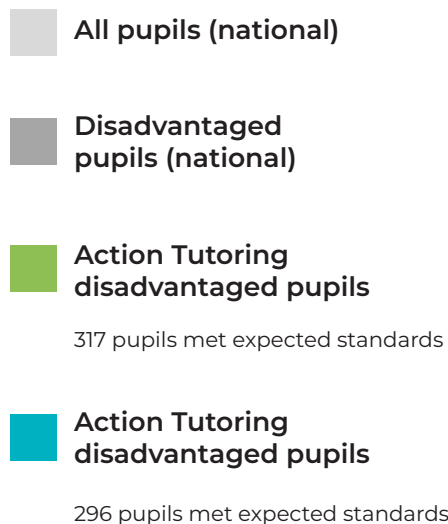 All pupils (national)
Disadvantaged
pupils (national)
Action Tutoring
disadvantaged pupils
317 pupils met expected standards
Action Tutoring
disadvantaged pupils
296 pupils met expected standards